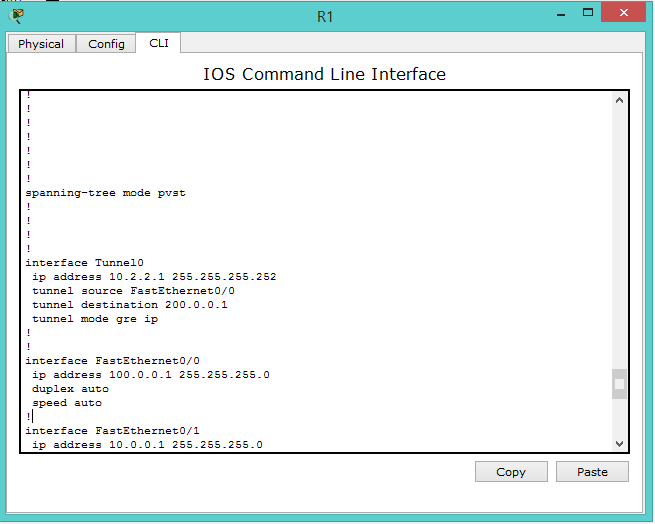 R1
Physical Config CLI
IOS Command Line Interface
!
!
!
!
!
!
!
spanning-tree mode pvst
!
!
!
!
interface Tunnel0
ip address 10.2.2.1 255.255.255.252
tunnel source FastEthernet0/0
tunnel destination 200.0.0.1
tunnel mode gre ip
!
!
interface FastEthernet0/0
ip address 100.0.0.1 255.255.255.0
duplex auto
speed auto
!
interface FastEthernet0/1
ip address 10.0.0.1 255.255.255.0
Copy Paste